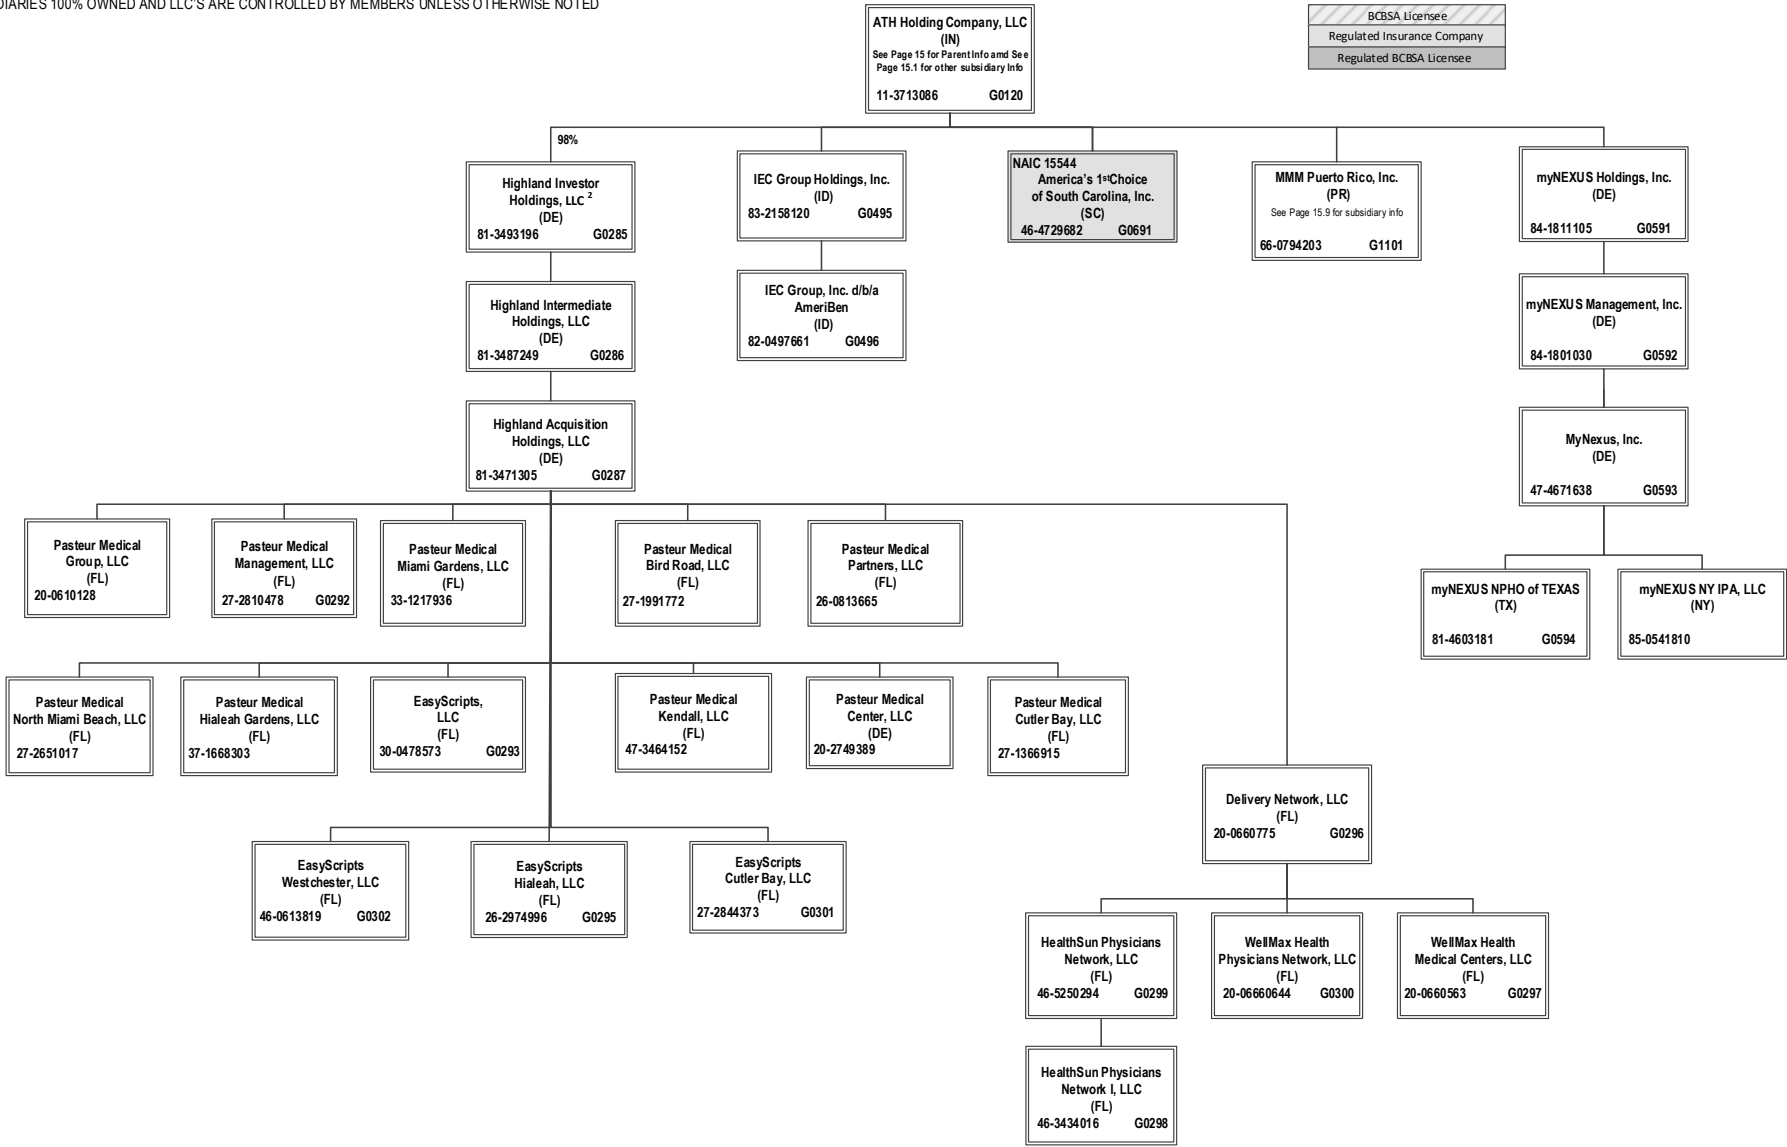 DIARIES 100% OWNED AND LLC'S ARE CONTROLLED BY MEMBERS UNLESS OTHERWISE NOTED
ATH Holding Company, LLC
(IN)
See Page 15 for Parent Info amd See
Page 15.1 for other subsidiary Info
11-3713086 G0120
BCBSA Licensee
Regulated Insurance Company
Regulated BCBSA Licensee
98%
Highland Investor
Holdings, LLC 2
(DE)
81-3493196 G0285
IEC Group Holdings, Inc.
(ID)
83-2158120 G0495
NAIC 15544
America's 1st Choice
of South Carolina, Inc.
(SC)
46-4729682 G0691
MMM Puerto Rico, Inc.
(PR)
See Page 15.9 for subsidiary info
66-0794203 G1101
myNEXUS Holdings, Inc.
(DE)
84-1811105 G0591
Highland Intermediate
Holdings, LLC
(DE)
81-3487249 G0286
IEC Group, Inc. d/b/a
AmeriBen
(ID)
82-0497661 G0496
myNEXUS Management, Inc.
(DE)
84-1801030 G0592
Highland Acquisition
Holdings, LLC
(DE)
81-3471305 G0287
MyNexus, Inc.
(DE)
47-4671638 G0593
Pasteur Medical
Group, LLC
(FL)
20-0610128
Pasteur Medical
Management, LLC
(FL)
27-2810478 G0292
Pasteur Medical
Miami Gardens, LLC
(FL)
33-1217936
Pasteur Medical
Bird Road, LLC
(FL)
27-1991772
Pasteur Medical
Partners, LLC
(FL)
26-0813665
myNEXUS NPHO of TEXAS
(TX)
81-4603181 G0594
myNEXUS NY IPA, LLC
(NY)
85-0541810
Pasteur Medical
North Miami Beach, LLC
(FL)
27-2651017
Pasteur Medical
Hialeah Gardens, LLC
(FL)
37-1668303
EasyScripts,
LLC
(FL)
30-0478573 G0293
Pasteur Medical
Kendall, LLC
(FL)
47-3464152
Pasteur Medical
Center, LLC
(DE)
20-2749389
Pasteur Medical
Cutler Bay, LLC
(FL)
27-1366915
Delivery Network, LLC
(FL)
20-0660775 G0296
EasyScripts
Westchester, LLC
(FL)
46-0613819 G0302
EasyScripts
Hialeah, LLC
(FL)
26-2974996 G0295
EasyScripts
Cutler Bay, LLC
(FL)
27-2844373 G0301
HealthSun Physicians
Network, LLC
(FL)
46-5250294 G0299
WellMax Health
Physicians Network, LLC
(FL)
20-06660644 G0300
WellMax Health
Medical Centers, LLC
(FL)
20-0660563 G0297
HealthSun Physicians
Network I, LLC
(FL)
46-3434016 G0298